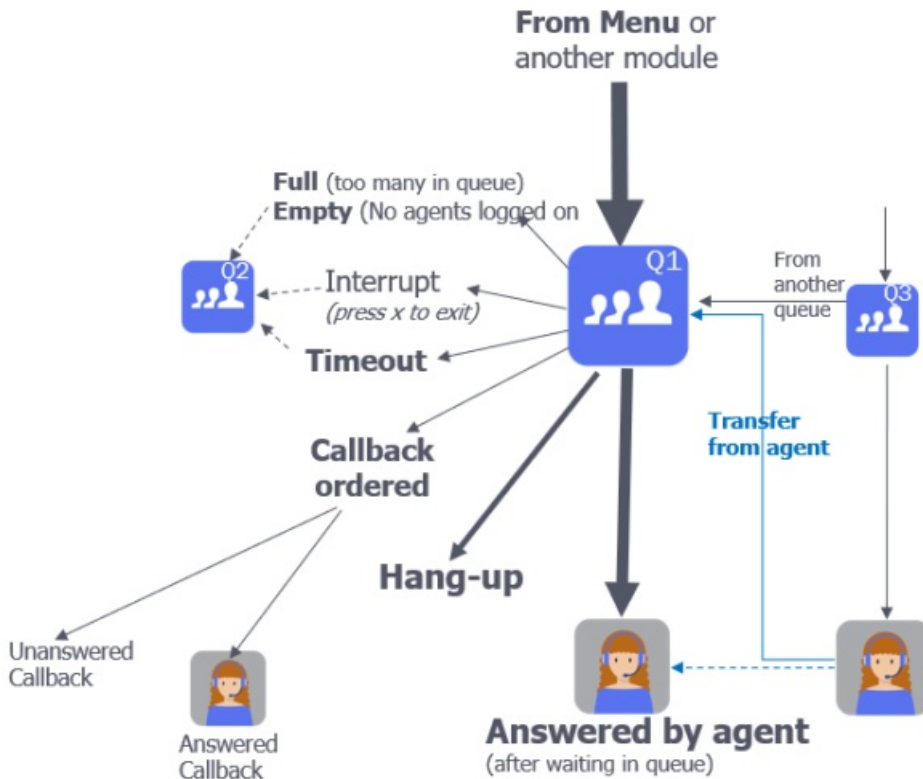 From Menu or
another module
Full (too many in queue)
Empty (No agents logged on
Q1
From
another
queue
Q2
Q3
Interrupt
(press x to exit)
Timeout
Transfer
from agent
Callback
ordered
Hang-up
Unanswered
Callback
Answered
Callback
Answered by agent
(after waiting in queue)